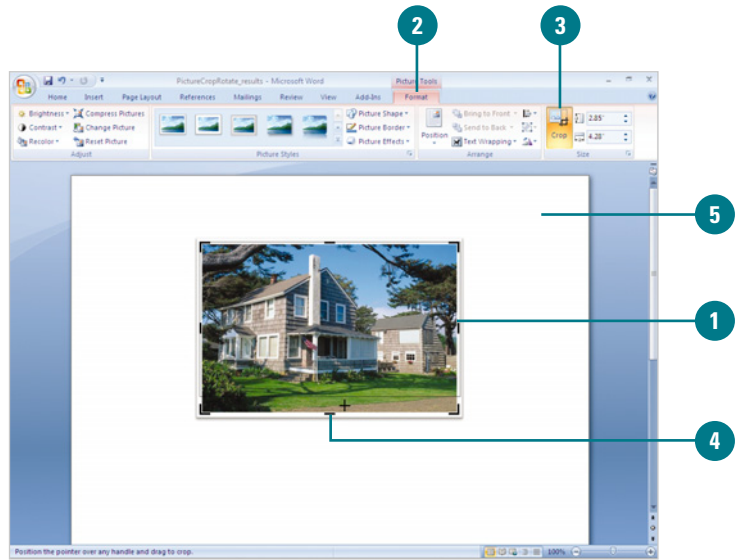 2
3
PictureCropRotate_results - Microsoft Word
Picture Tools
Home Insert Page Layout References Mailings Review View Add-Ins Format
Brightness Compress Pictures Picture Shape Bring to Front 2.85"
Contrast Change Picture Picture Border Position Send to Back Crop 4.28"
Recolor Reset Picture Picture Effects Text Wrapping
Adjust Picture Styles Arrange Size
5
1
4
Position the pointer over any handle and drag to crop. 100%